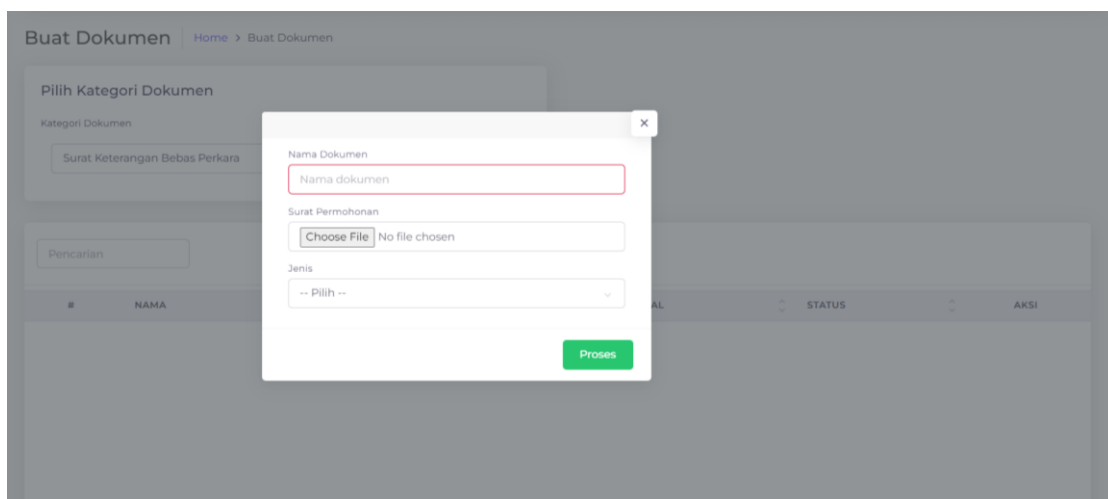 Buat Dokumen Home > Buat Dokumen
Pilih Kategori Dokumen
Kategori Dokumen
Surat Keterangan Bebas Perkara
×
Nama Dokumen
Nama dokumen
Surat Permohonan
Choose File No file chosen
Jenis
-- Pilih --
Proses
Pencarian
# NAMA AL STATUS AKSI